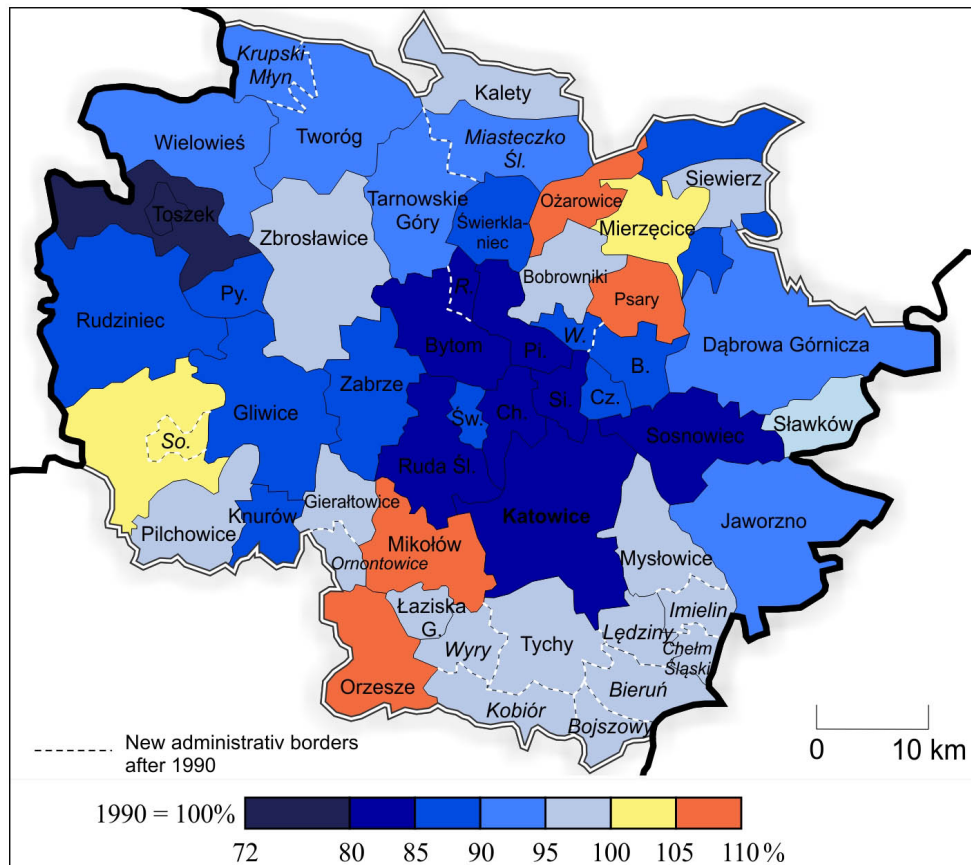 Krupski
Młyn
Kalety
Wielowieś
Tworóg
Miasteczko
Śl.
Siewierz
Toszek
Tarnowskie
Góry
Ożarowice
Świerkla-
niec
Mierzęcice
Zbrosławice
Bobrowniki
Py.
R.
Psary
Rudziniec
W.
Bytom
Pi.
Dąbrowa Górnicza
B.
Zabrze
Gliwice
Si.
Cz.
Św.
Ch.
So.
Sławków
Sosnowiec
Ruda Śl.
Gierałtowice
Knurów
Katowice
Jaworzno
Pilchowice
Mikołów
Mysłowice
Ornontowice
Łaziska
G.
Imielin
Lędziny
Tychy
Wyry
Chełm
Śląski
Orzesze
Bieruń
Kobiór
Bojszowy
New administrativ borders
after 1990
0 10 km
1990 = 100%
72 80 85 90 95 100 105 110%